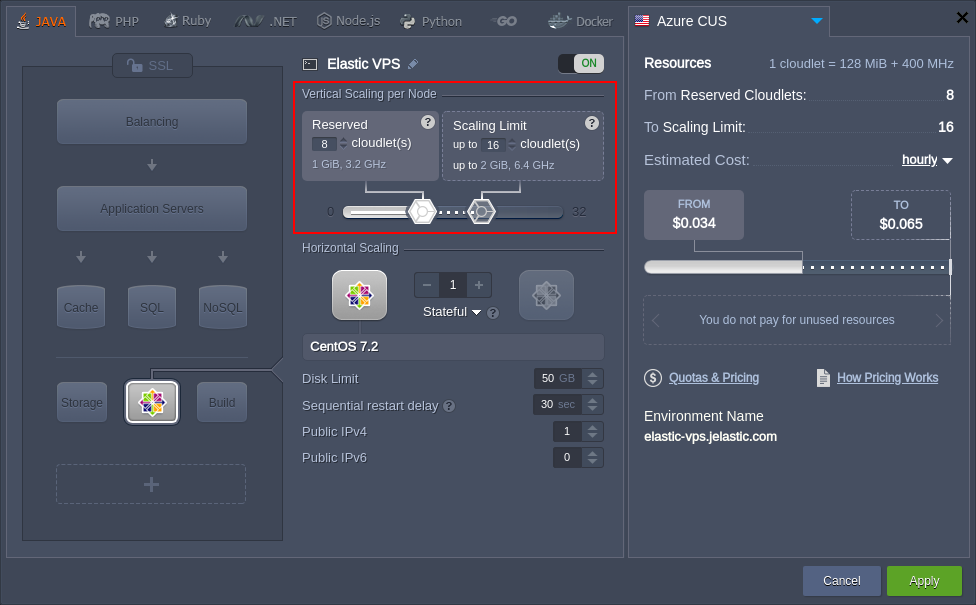 JAVA
PHP
Ruby
.NET
Node.js
Python
GO
Docker
Azure CUS
SSL
Balancing
Application Servers
Cache
SQL
NoSQL
Storage
Build
Elastic VPS
ON
Vertical Scaling per Node
Reserved
8 cloudlet(s)
1 GiB, 3.2 GHz
Scaling Limit
up to 16 cloudlet(s)
up to 2 GiB, 6.4 GHz
0
32
Horizontal Scaling
1
Stateful
CentOS 7.2
Disk Limit 50 GB
Sequential restart delay 30 sec
Public IPv4 1
Public IPv6 0
Resources 1 cloudlet = 128 MiB + 400 MHz
From Reserved Cloudlets: 8
To Scaling Limit: 16
Estimated Cost: hourly
FROM
$0.034
TO
$0.065
You do not pay for unused resources
Quotas & Pricing
How Pricing Works
Environment Name
elastic-vps.jelastic.com
Cancel
Apply